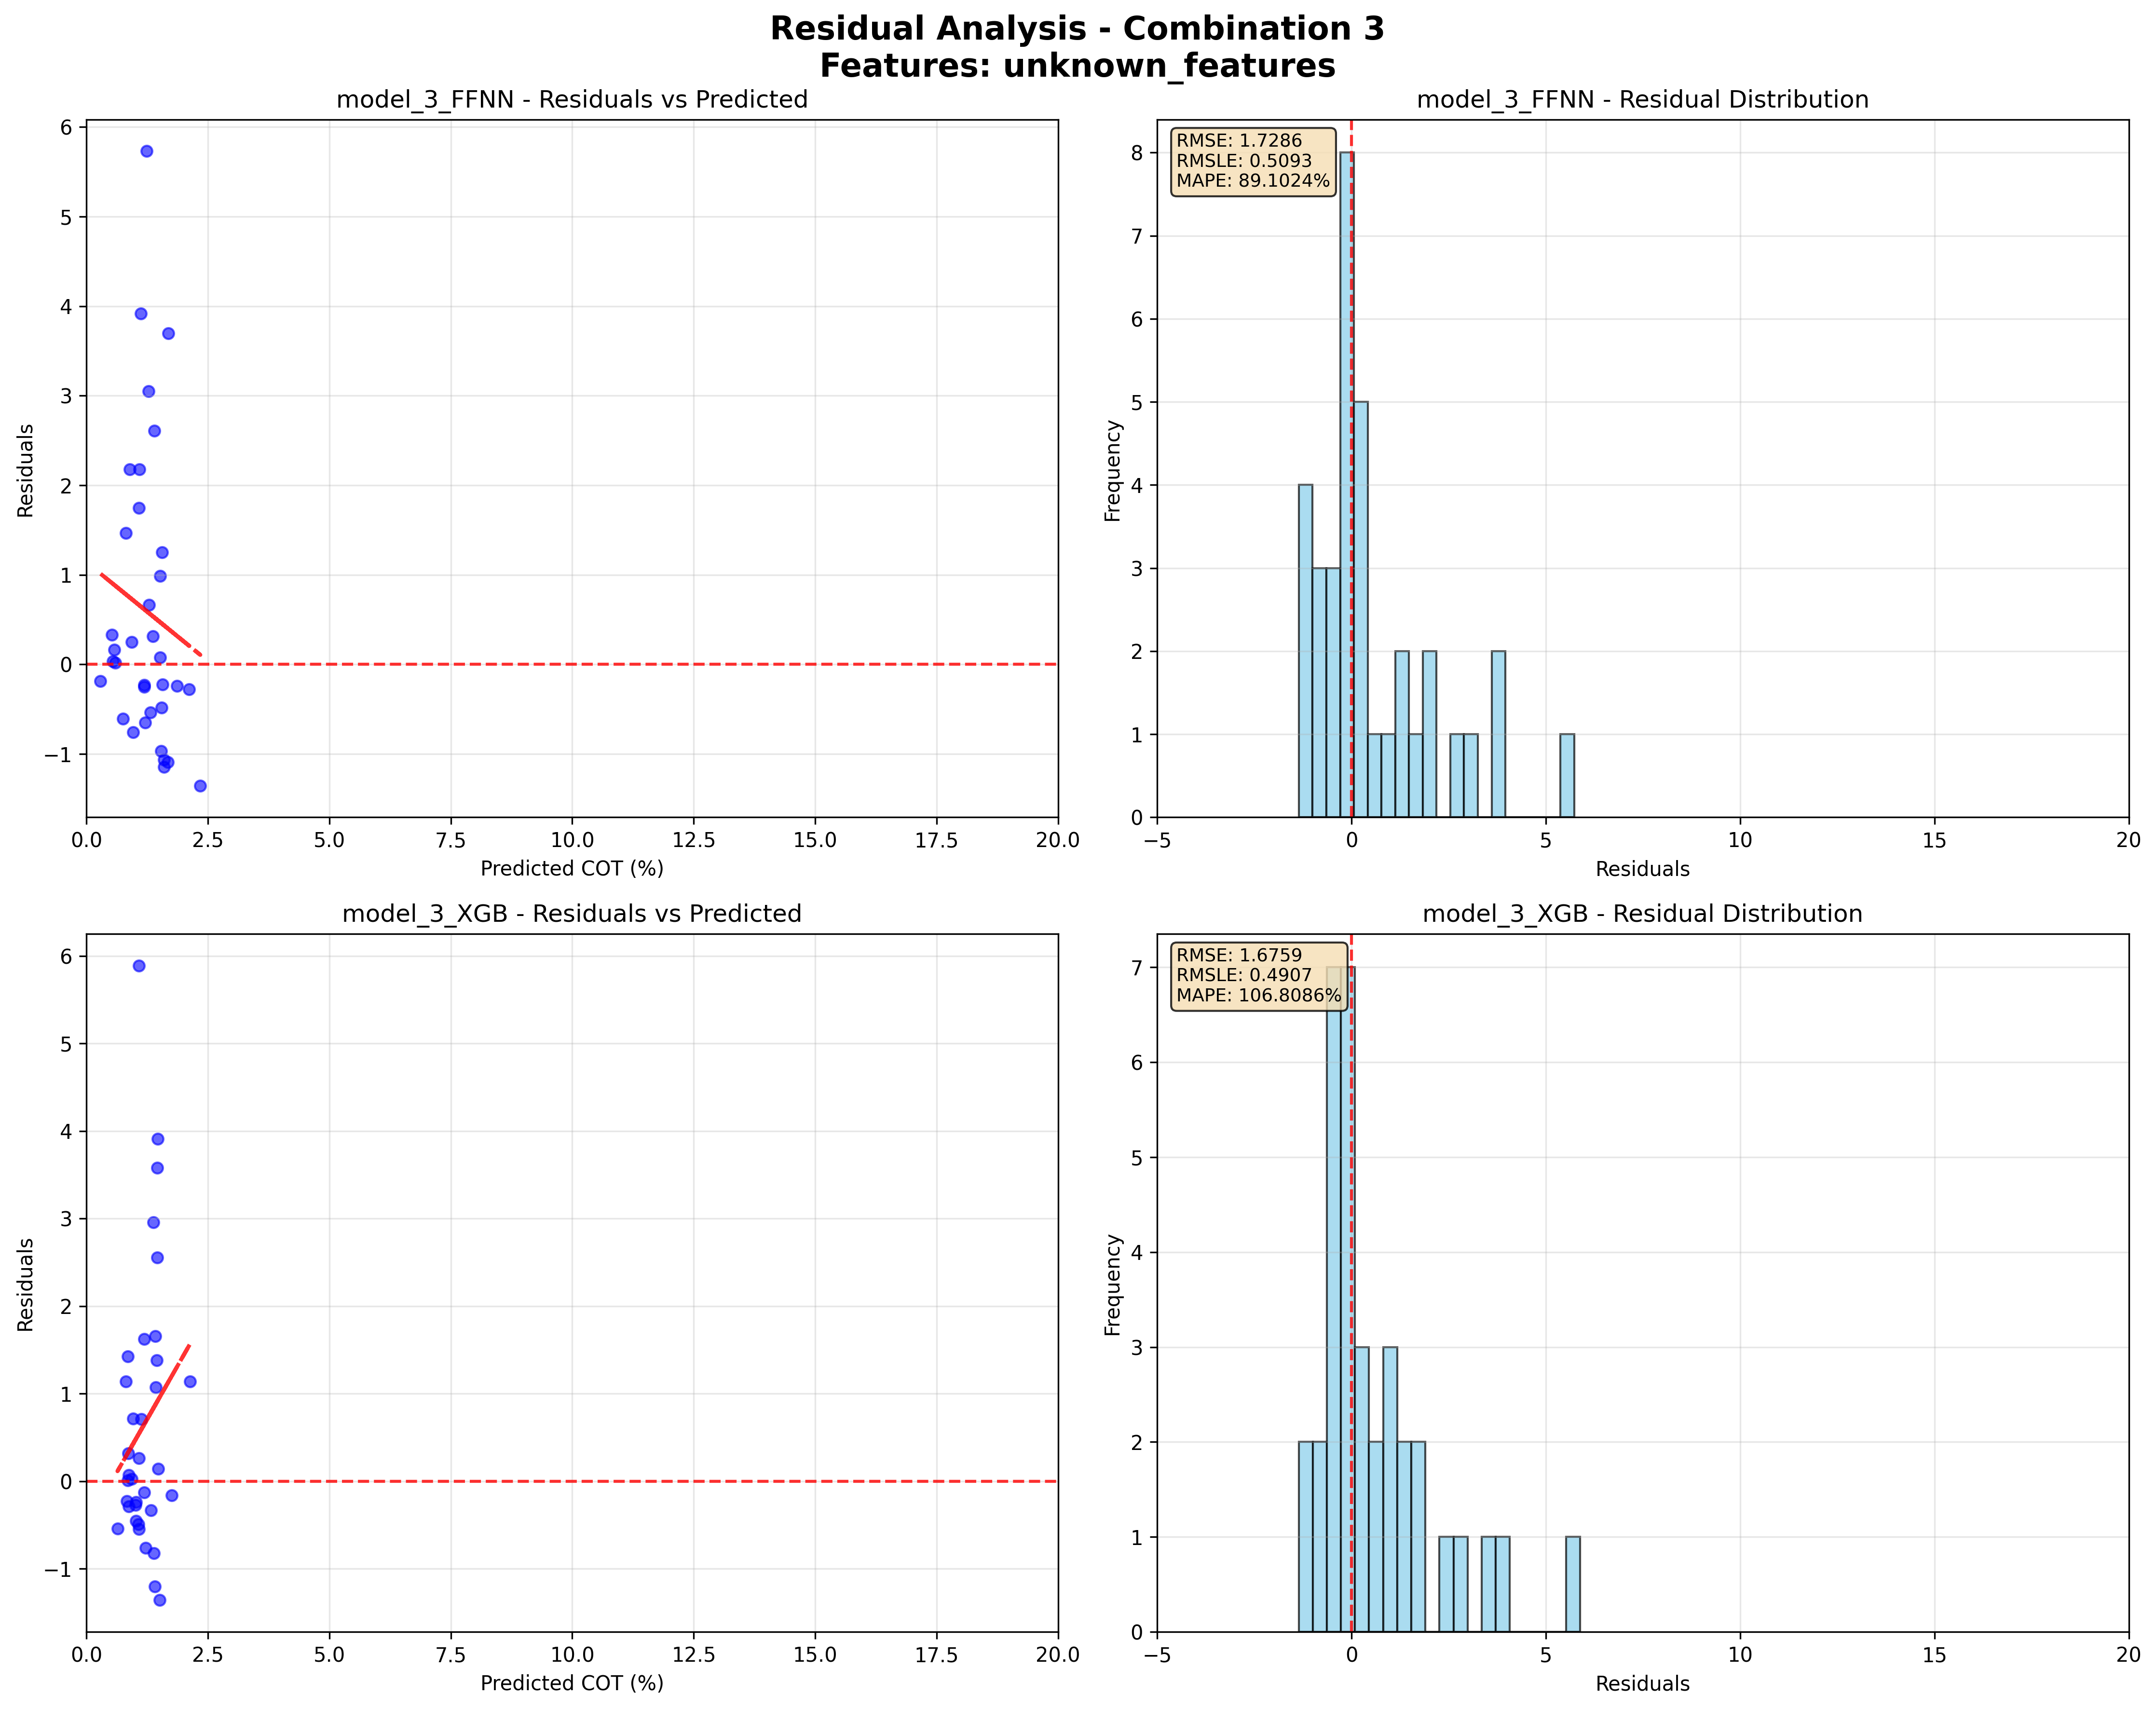 Residual Analysis - Combination 3
Features: unknown_features
model_3_FFNN - Residuals vs Predicted
6
5
4
3
2
1
0
−1
Residuals
0.0 2.5 5.0 7.5 10.0 12.5 15.0 17.5 20.0
Predicted COT (%)
model_3_FFNN - Residual Distribution
RMSE: 1.7286
RMSLE: 0.5093
MAPE: 89.1024%
8
7
6
5
4
3
2
1
0
Frequency
−5 0 5 10 15 20
Residuals
model_3_XGB - Residuals vs Predicted
6
5
4
3
2
1
0
−1
Residuals
0.0 2.5 5.0 7.5 10.0 12.5 15.0 17.5 20.0
Predicted COT (%)
model_3_XGB - Residual Distribution
RMSE: 1.6759
RMSLE: 0.4907
MAPE: 106.8086%
7
6
5
4
3
2
1
0
Frequency
−5 0 5 10 15 20
Residuals